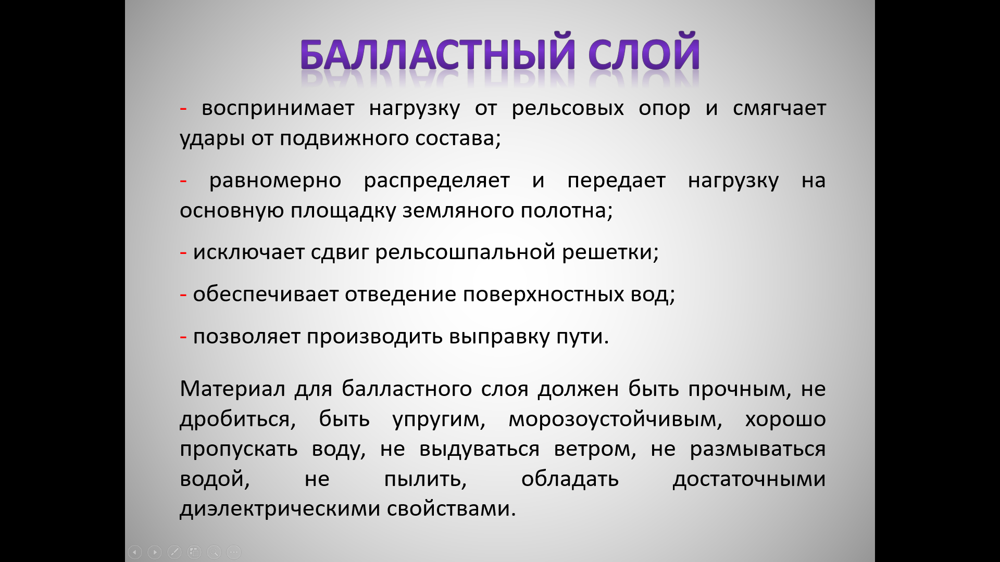 БАЛЛАСТНЫЙ СЛОЙ
- воспринимает нагрузку от рельсовых опор и смягчает
удары от подвижного состава;
- равномерно распределяет и передает нагрузку на
основную площадку земляного полотна;
- исключает сдвиг рельсошпальной решетки;
- обеспечивает отведение поверхностных вод;
- позволяет производить выправку пути.
Материал для балластного слоя должен быть прочным, не
дробиться, быть упругим, морозоустойчивым, хорошо
пропускать воду, не выдуваться ветром, не размываться
водой, не пылить, обладать достаточными
диэлектрическими свойствами.